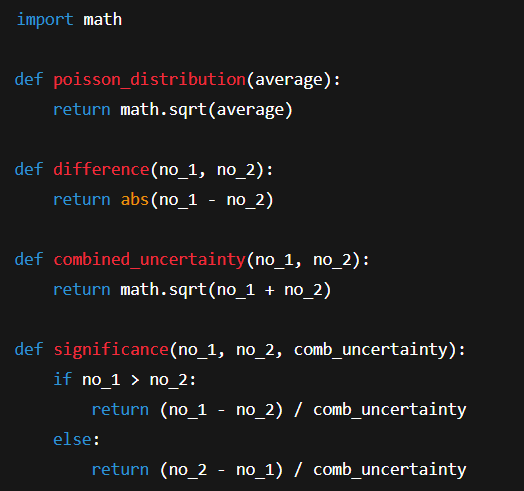 import math

def poisson_distribution(average):
    return math.sqrt(average)

def difference(no_1, no_2):
    return abs(no_1 - no_2)

def combined_uncertainty(no_1, no_2):
    return math.sqrt(no_1 + no_2)

def significance(no_1, no_2, comb_uncertainty):
    if no_1 > no_2:
        return (no_1 - no_2) / comb_uncertainty
    else:
        return (no_2 - no_1) / comb_uncertainty